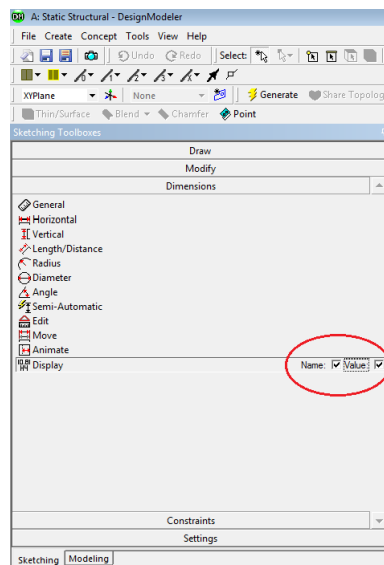 A: Static Structural - DesignModeler
File Create Concept Tools View Help
Undo Redo Select:
XYPlane None Generate Share Topolog
Thin/Surface Blend Chamfer Point
Sketching Toolboxes
Draw
Modify
Dimensions
General
Horizontal
Vertical
Length/Distance
Radius
Diameter
Angle
Semi-Automatic
Edit
Move
Animate
Display Name: Value:
Constraints
Settings
Sketching Modeling